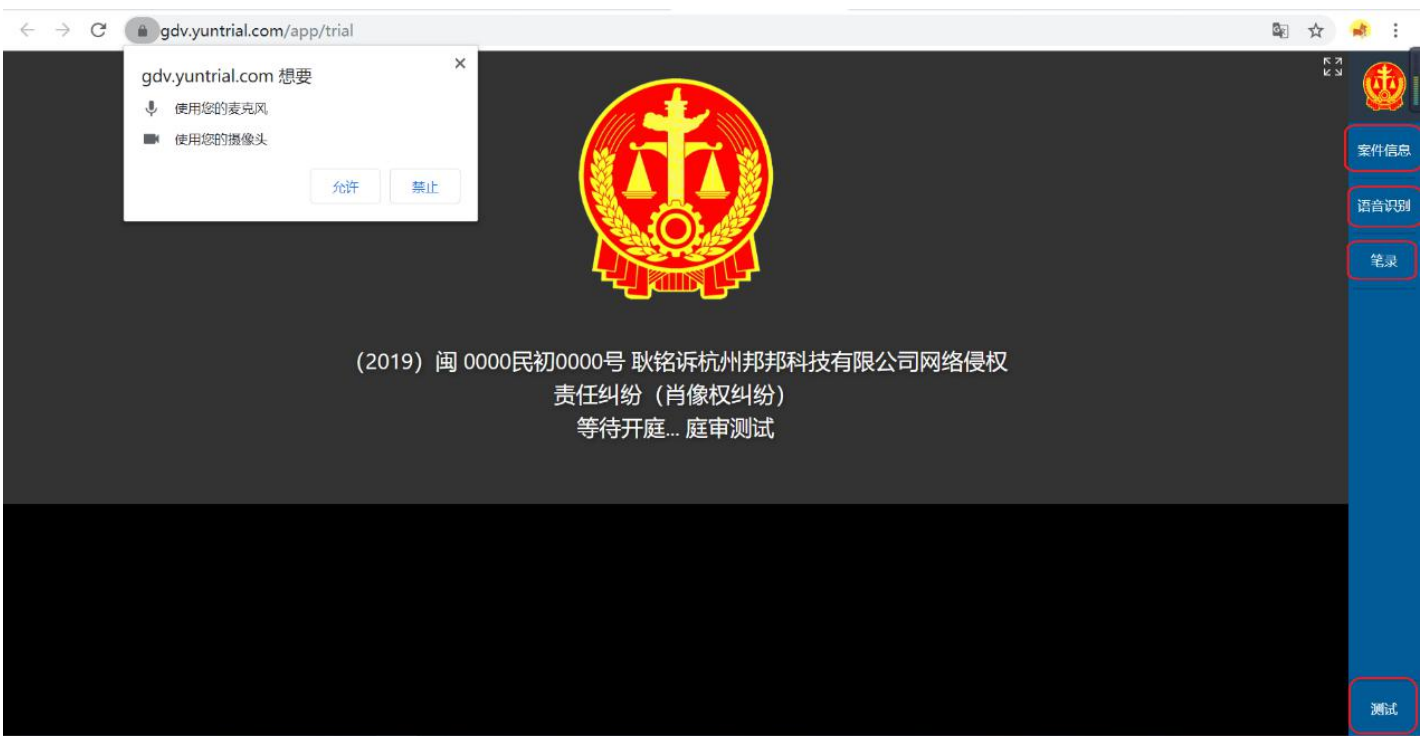 gdv.yuntrial.com/app/trial
gdv.yuntrial.com 想要
使用您的麦克风
使用您的摄像头
允许
禁止
（2019）闽 0000民初0000号 耿铭诉杭州邦邦科技有限公司网络侵权
责任纠纷（肖像权纠纷）
等待开庭... 庭审测试
案件信息
语音识别
笔录
测试